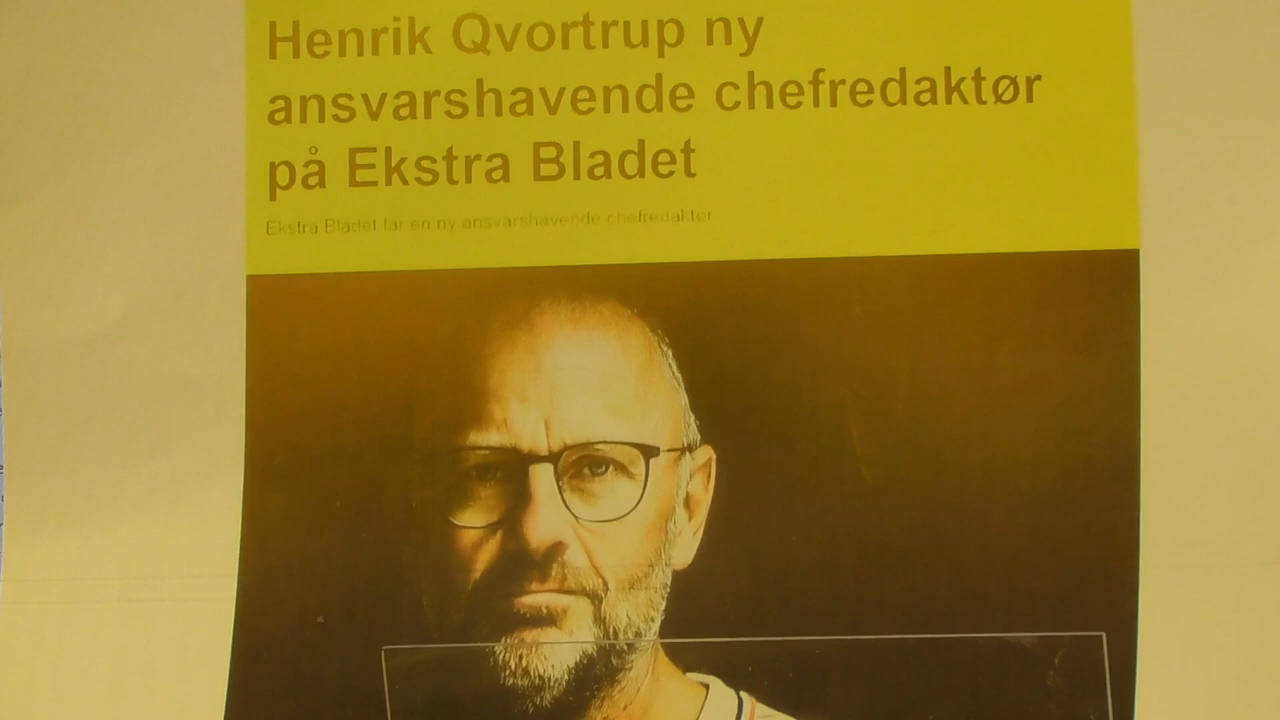 Henrik Qvortrup ny
ansvarshavende chefredaktør
på Ekstra Bladet
Ekstra Bladet får en ny ansvarshavende chefredaktør